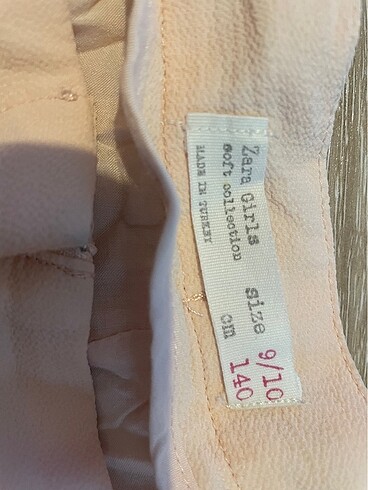 Zara Girls size 9/10
soft collection cm 140
MADE IN TURKEY